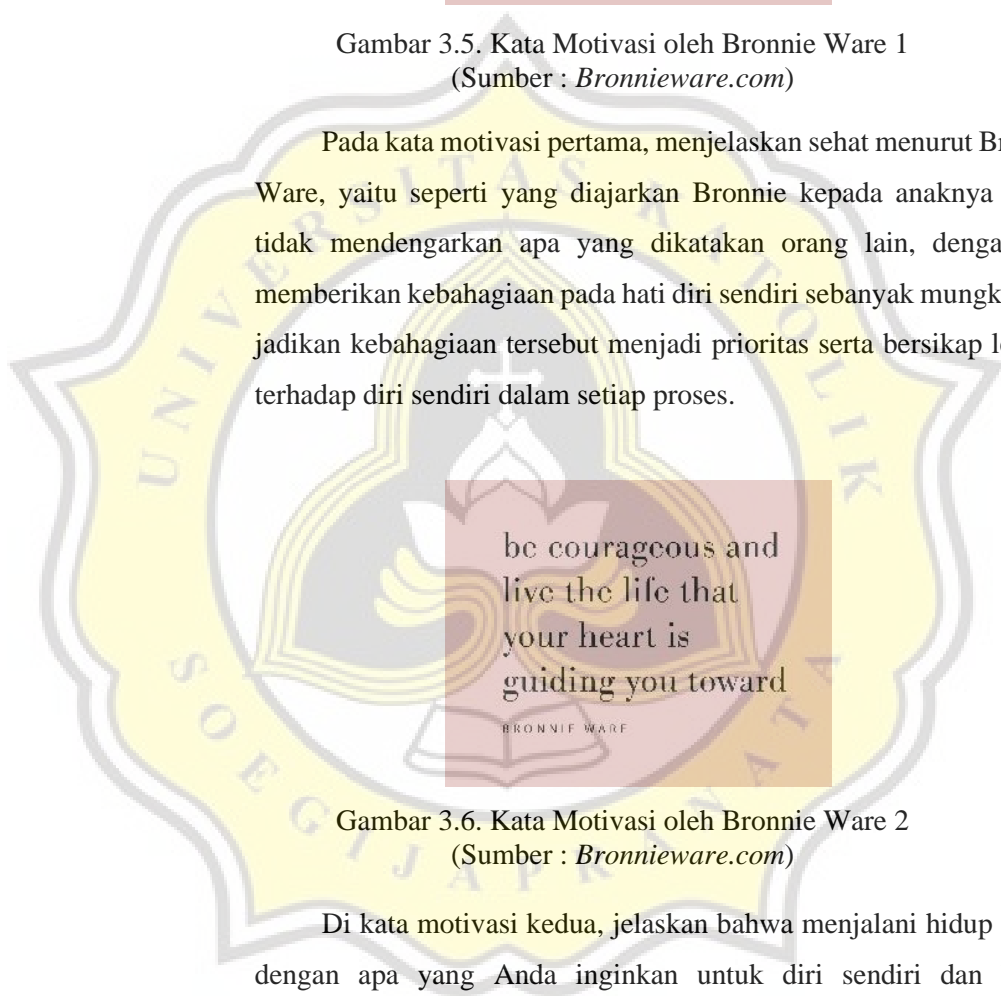 Gambar 3.5. Kata Motivasi oleh Bronnie Ware 1
(Sumber : Bronnieware.com)
Pada kata motivasi pertama, menjelaskan sehat menurut
Ware, yaitu seperti yang diajarkan Bronnie kepada anaknya
tidak mendengarkan apa yang dikatakan orang lain,
memberikan kebahagiaan pada hati diri sendiri sebanyak
jadikan kebahagiaan tersebut menjadi prioritas serta bersikap
terhadap diri sendiri dalam setiap proses.
be courageous and
live the life that
your heart is
guiding you toward
BRONNIE WARE
Gambar 3.6. Kata Motivasi oleh Bronnie Ware 2
(Sumber : Bronnieware.com)
Di kata motivasi kedua, jelaskan bahwa menjalani hidup
dengan apa yang Anda inginkan untuk diri sendiri dan
UNIVERSITAS KATOLIK
SOEGIJAPRANATA